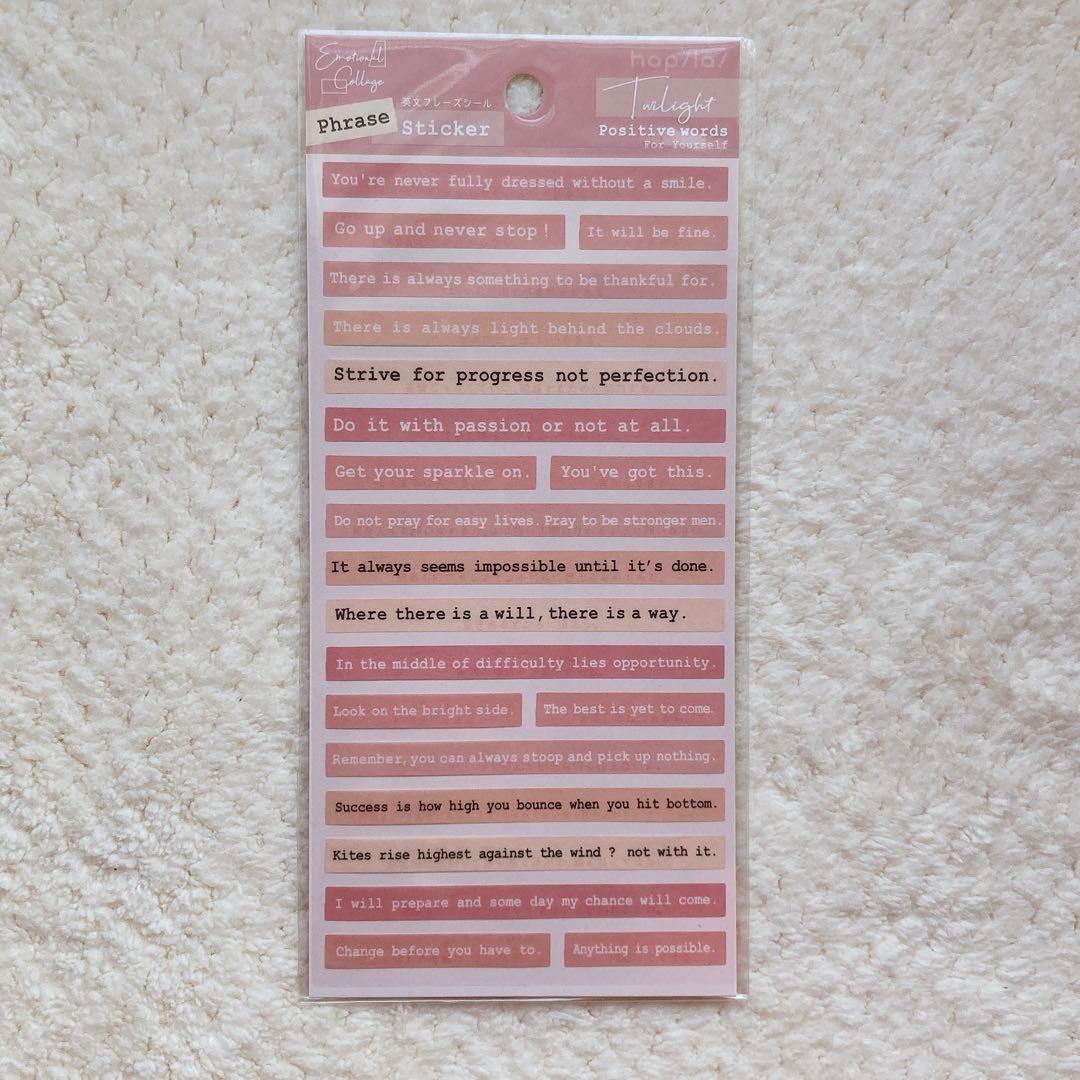 Emotional
Collage
hapila!
英文フレーズシール
Phrase
Sticker
Twilight
Positive words
For Yourself
You're never fully dressed without a smile.
Go up and never stop!
It will be fine.
There is always something to be thankful for.
There is always light behind the clouds.
Strive for progress not perfection.
Do it with passion or not at all.
Get your sparkle on.
You've got this.
Do not pray for easy lives. Pray to be stronger men.
It always seems impossible until it's done.
Where there is a will, there is a way.
In the middle of difficulty lies opportunity.
Look on the bright side.
The best is yet to come.
Remember, you can always stoop and pick up nothing.
Success is how high you bounce when you hit bottom.
Kites rise highest against the wind ? not with it.
I will prepare and some day my chance will come.
Change before you have to.
Anything is possible.